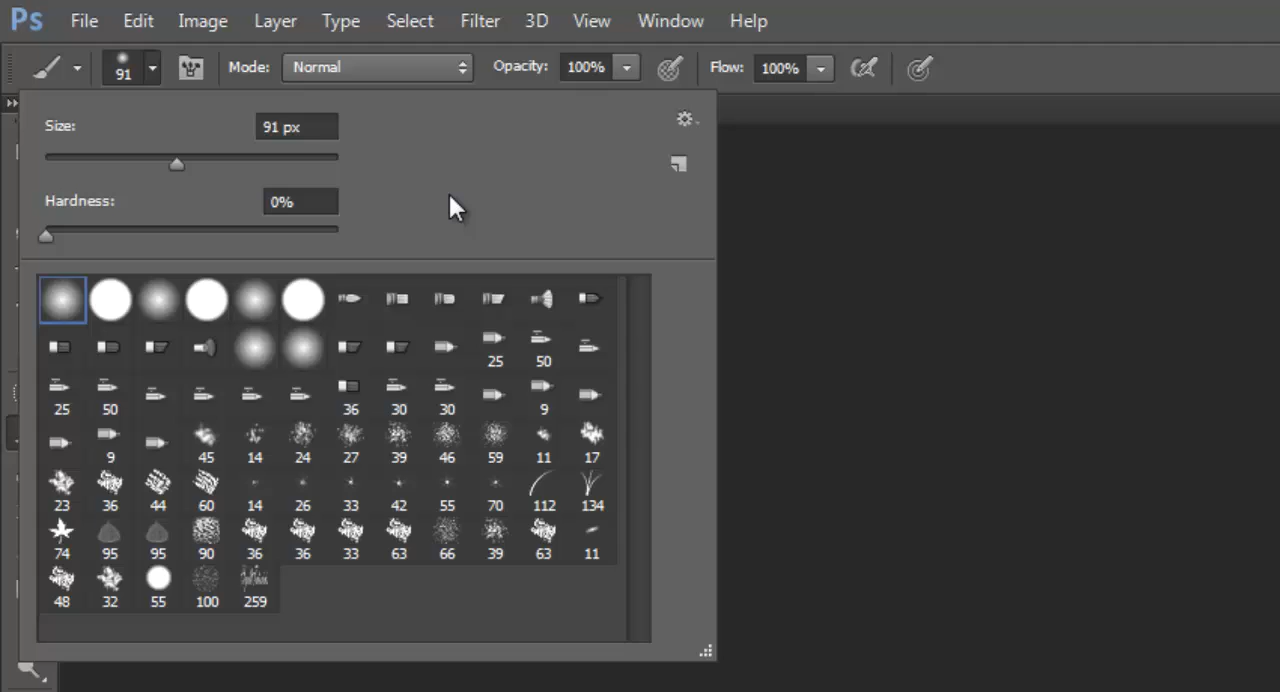 Ps File Edit Image Layer Type Select Filter 3D View Window Help
91 Mode: Normal Opacity: 100% Flow: 100%
Size: 91 px
Hardness: 0%
25 50
25 50 36 30 30 9
9 45 14 24 27 39 46 59 11 17
23 36 44 60 14 26 33 42 55 70 112 134
74 95 95 90 36 36 33 63 66 39 63 11
48 32 55 100 259